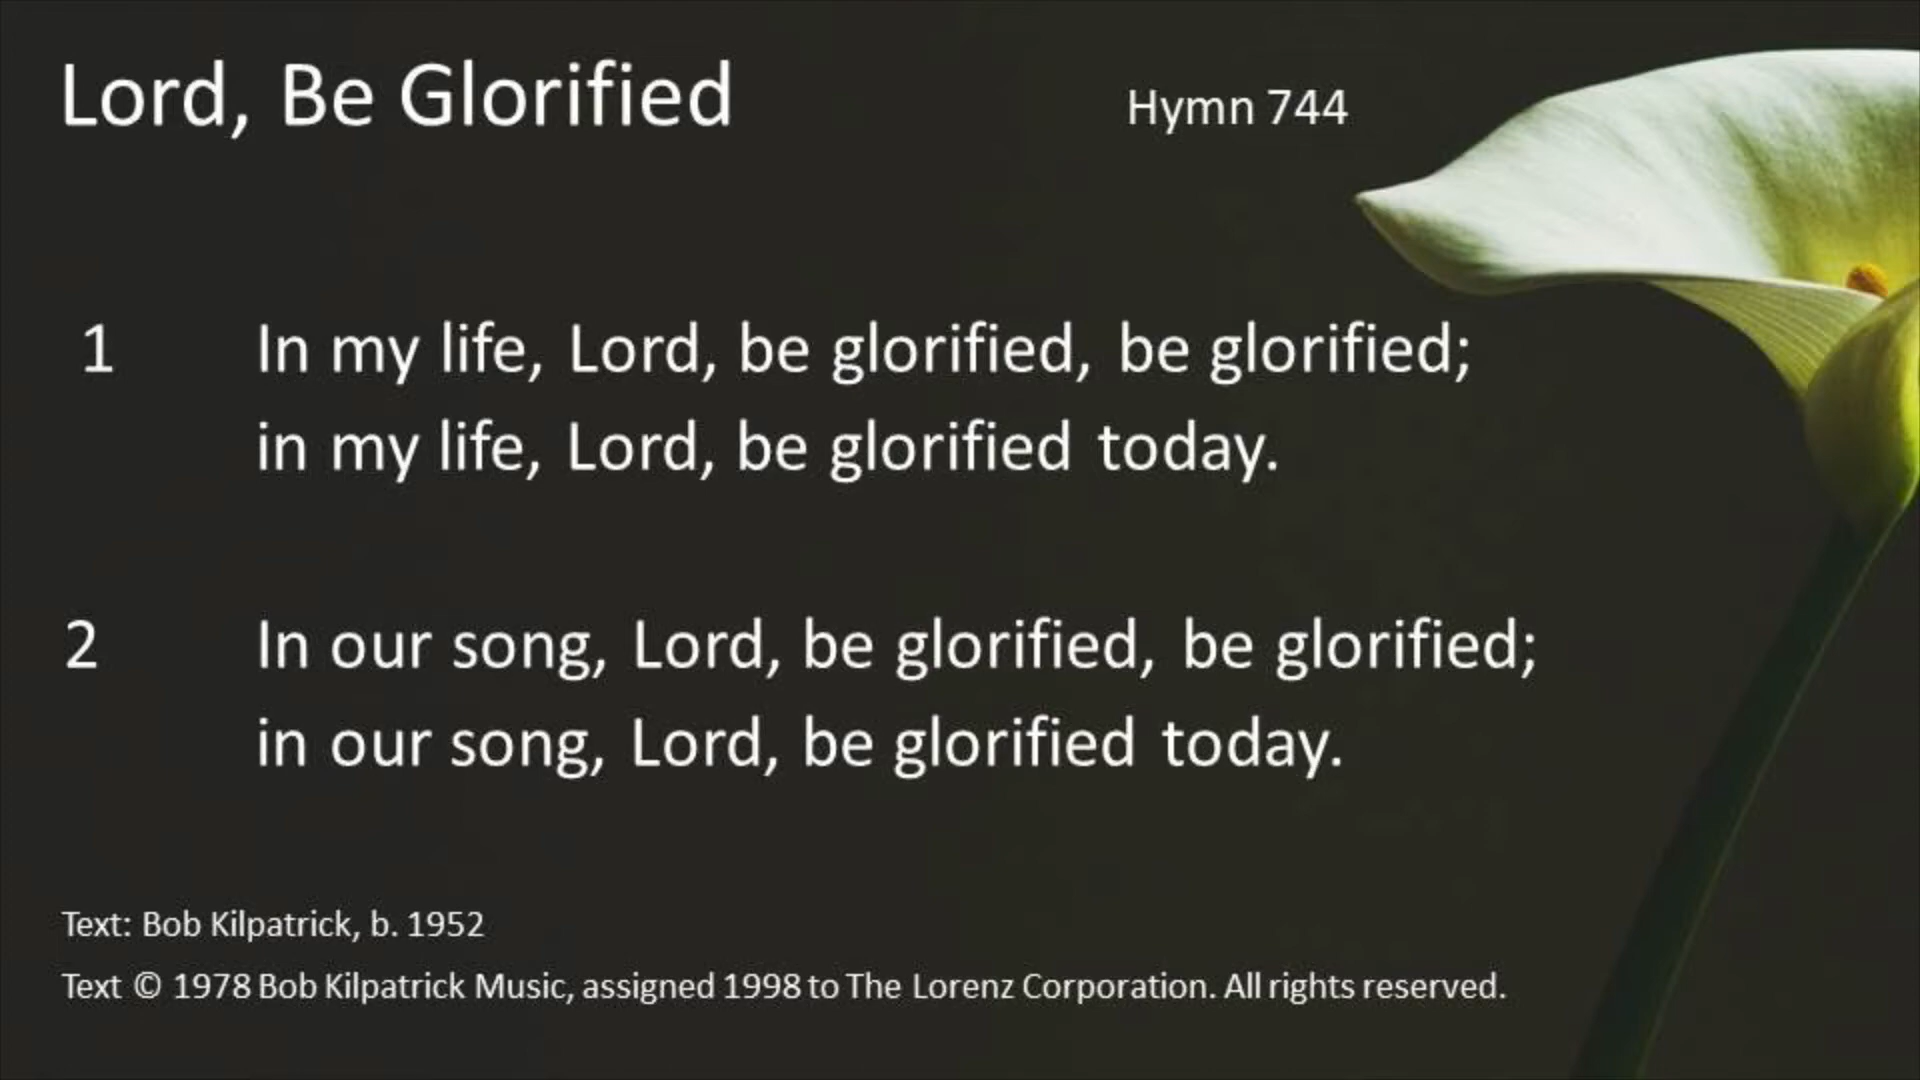 Lord, Be Glorified Hymn 744
1 In my life, Lord, be glorified, be glorified;
in my life, Lord, be glorified today.
2 In our song, Lord, be glorified, be glorified;
in our song, Lord, be glorified today.
Text: Bob Kilpatrick, b. 1952
Text © 1978 Bob Kilpatrick Music, assigned 1998 to The Lorenz Corporation. All rights reserved.